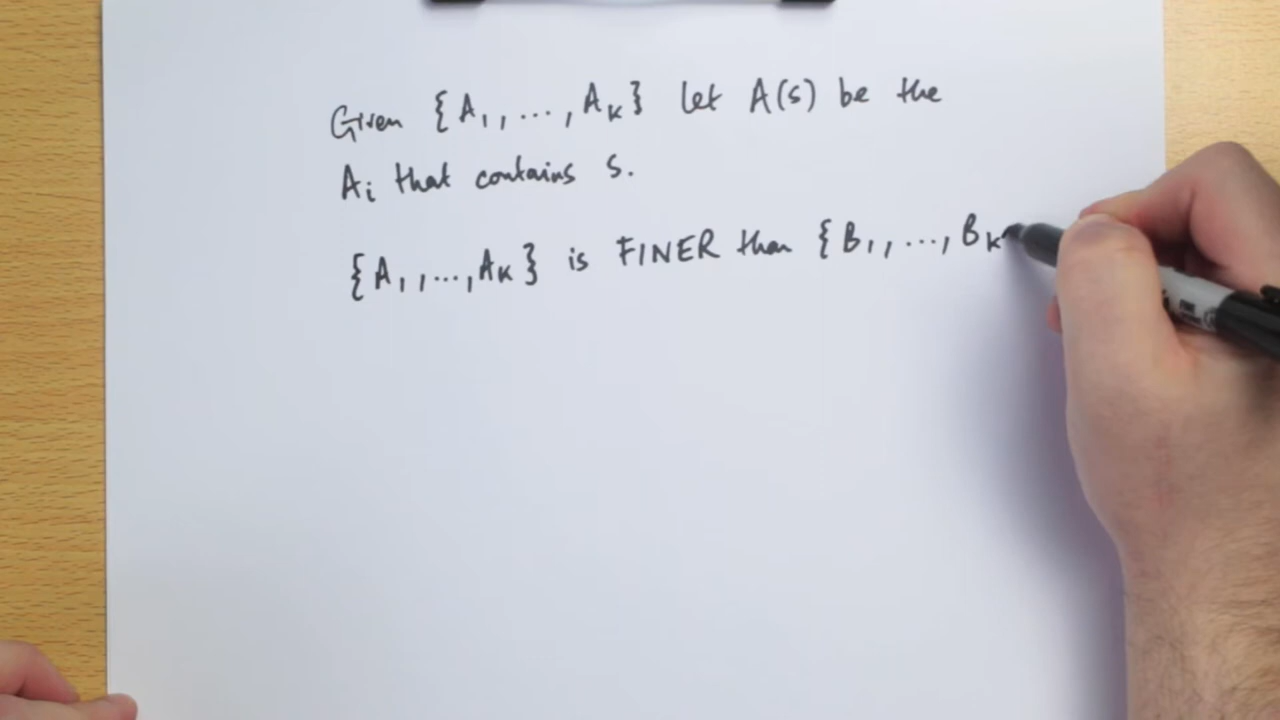 Given {A1, ..., Ak} let A(s) be the
Ai that contains s.
{A1, ..., Ak} is FINER than {B1, ..., Bk